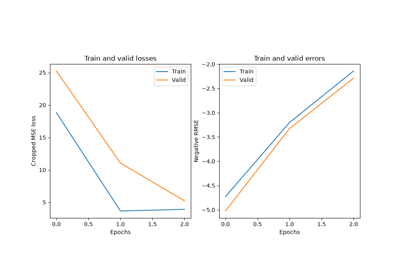 Train and valid losses
Train
Valid
Cropped MSE loss
25
20
15
10
5
0.0 0.5 1.0 1.5 2.0
Epochs
Train and valid errors
Train
Valid
Negative RMSE
−2.0
−2.5
−3.0
−3.5
−4.0
−4.5
−5.0
0.0 0.5 1.0 1.5 2.0
Epochs